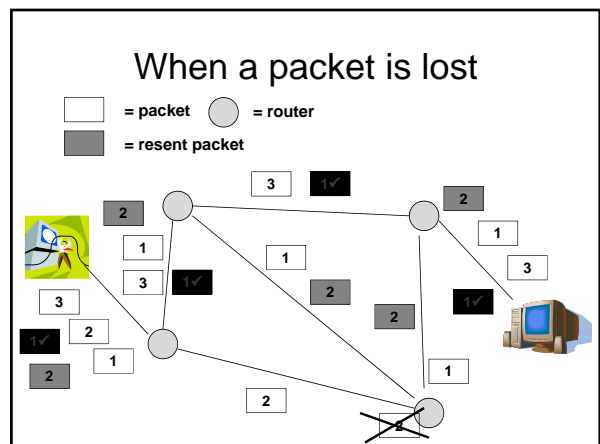 When a packet is lost
= packet = router
= resent packet
3 1✓
2 2
1 1
1
3 1✓ 3
2
3 2 1✓
2
1✓
1 1
2
2
2